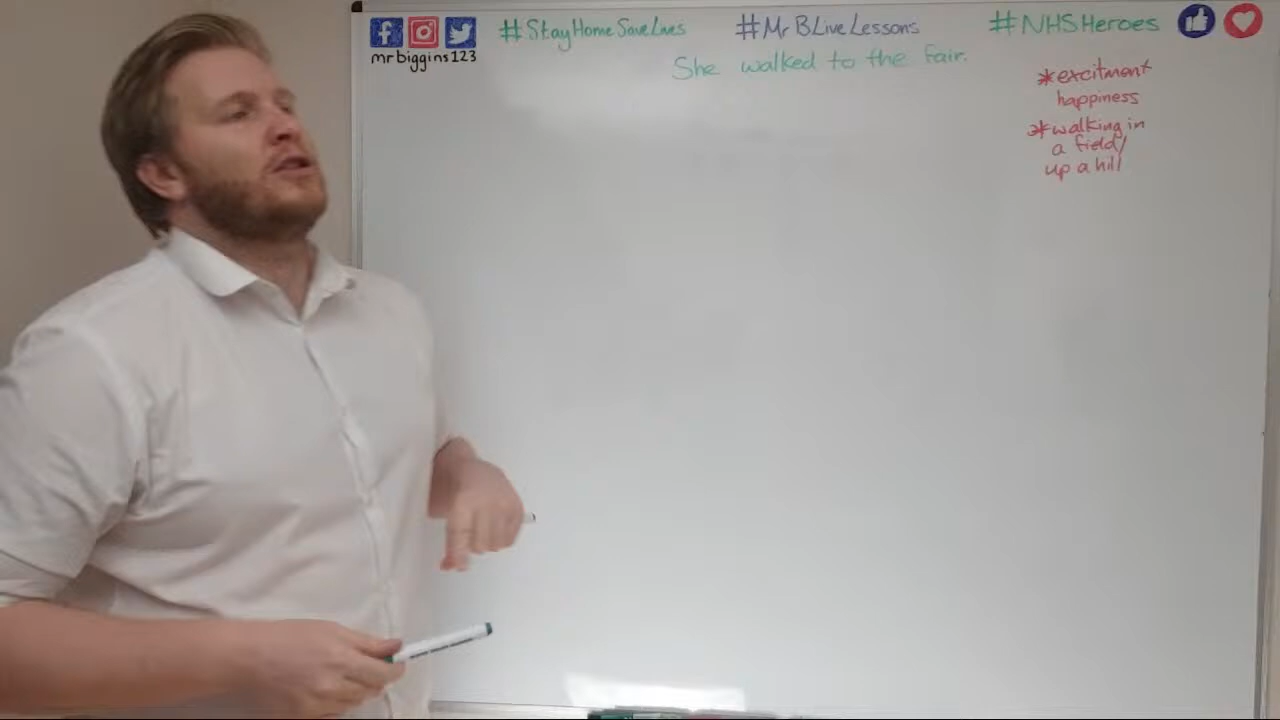 #StayHomeSaveLives #MrBLiveLessons #NHSHeroes
mrbiggins123
She walked to the fair.
*excitment
happiness
*walking in
a field/
up a hill